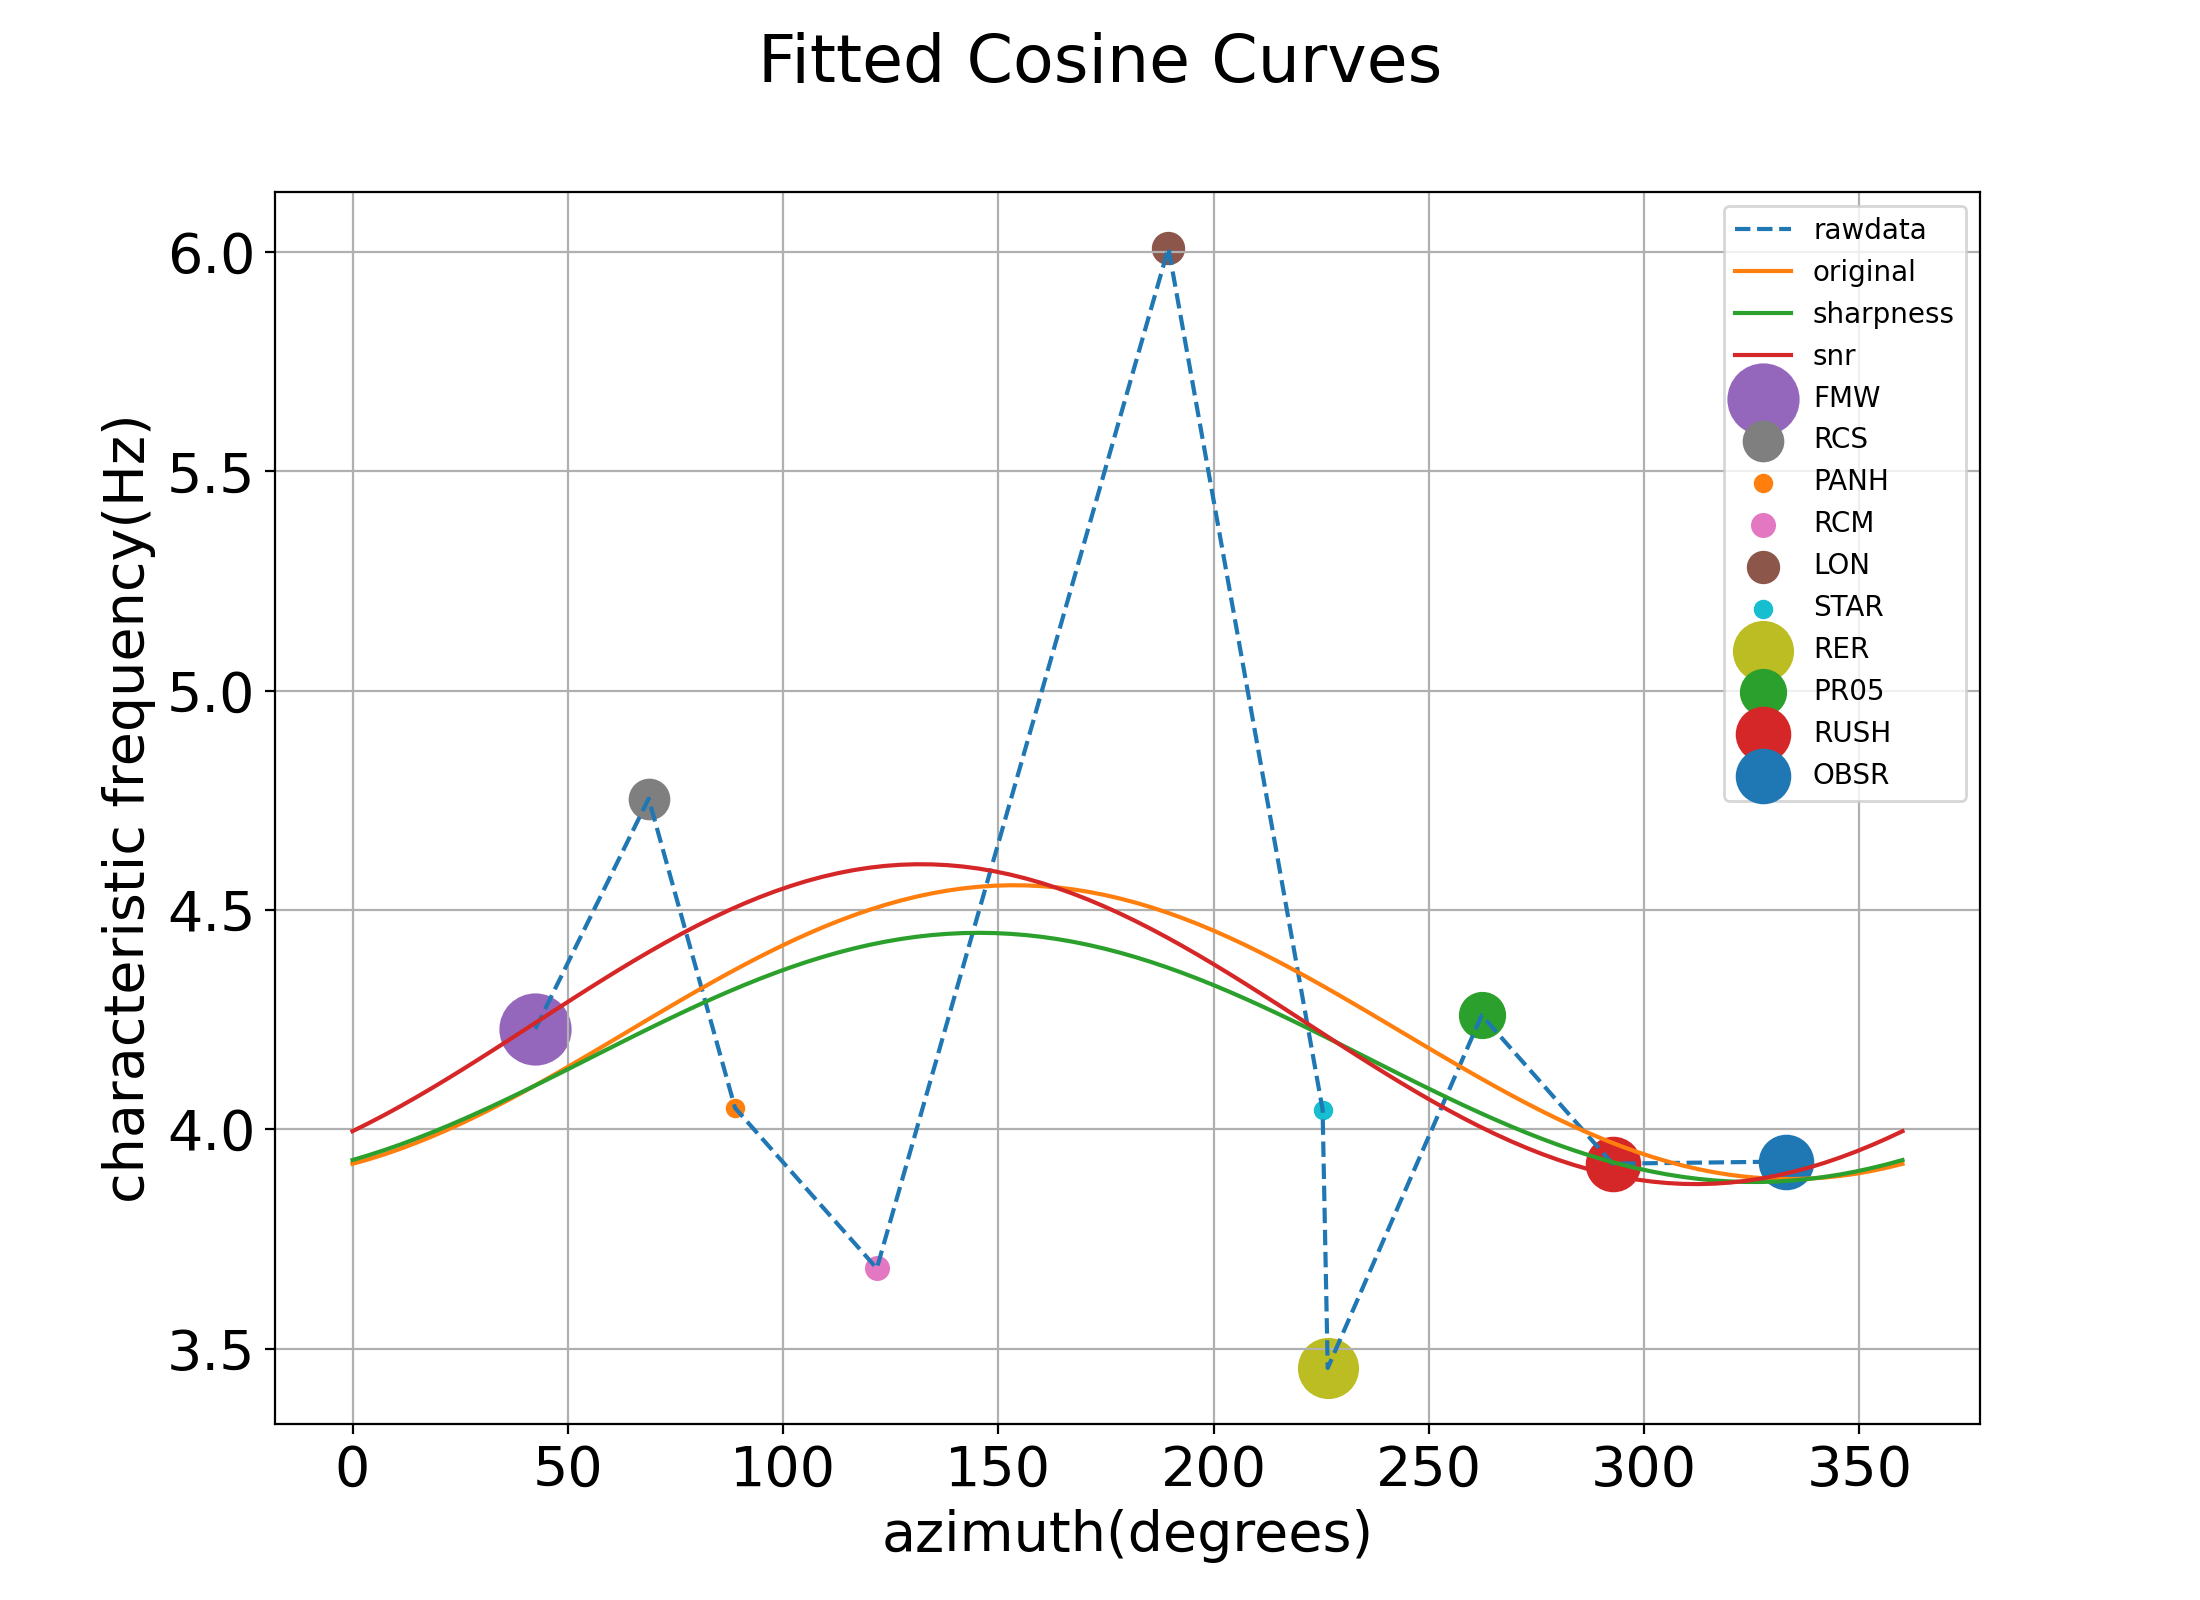 Fitted Cosine Curves
characteristic frequency(Hz)
6.0
5.5
5.0
4.5
4.0
3.5
0 50 100 150 200 250 300 350
azimuth(degrees)
rawdata
original
sharpness
snr
FMW
RCS
PANH
RCM
LON
STAR
RER
PR05
RUSH
OBSR